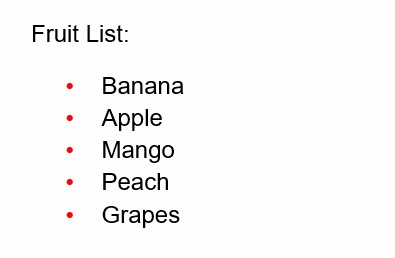 Fruit List:
• Banana
• Apple
• Mango
• Peach
• Grapes